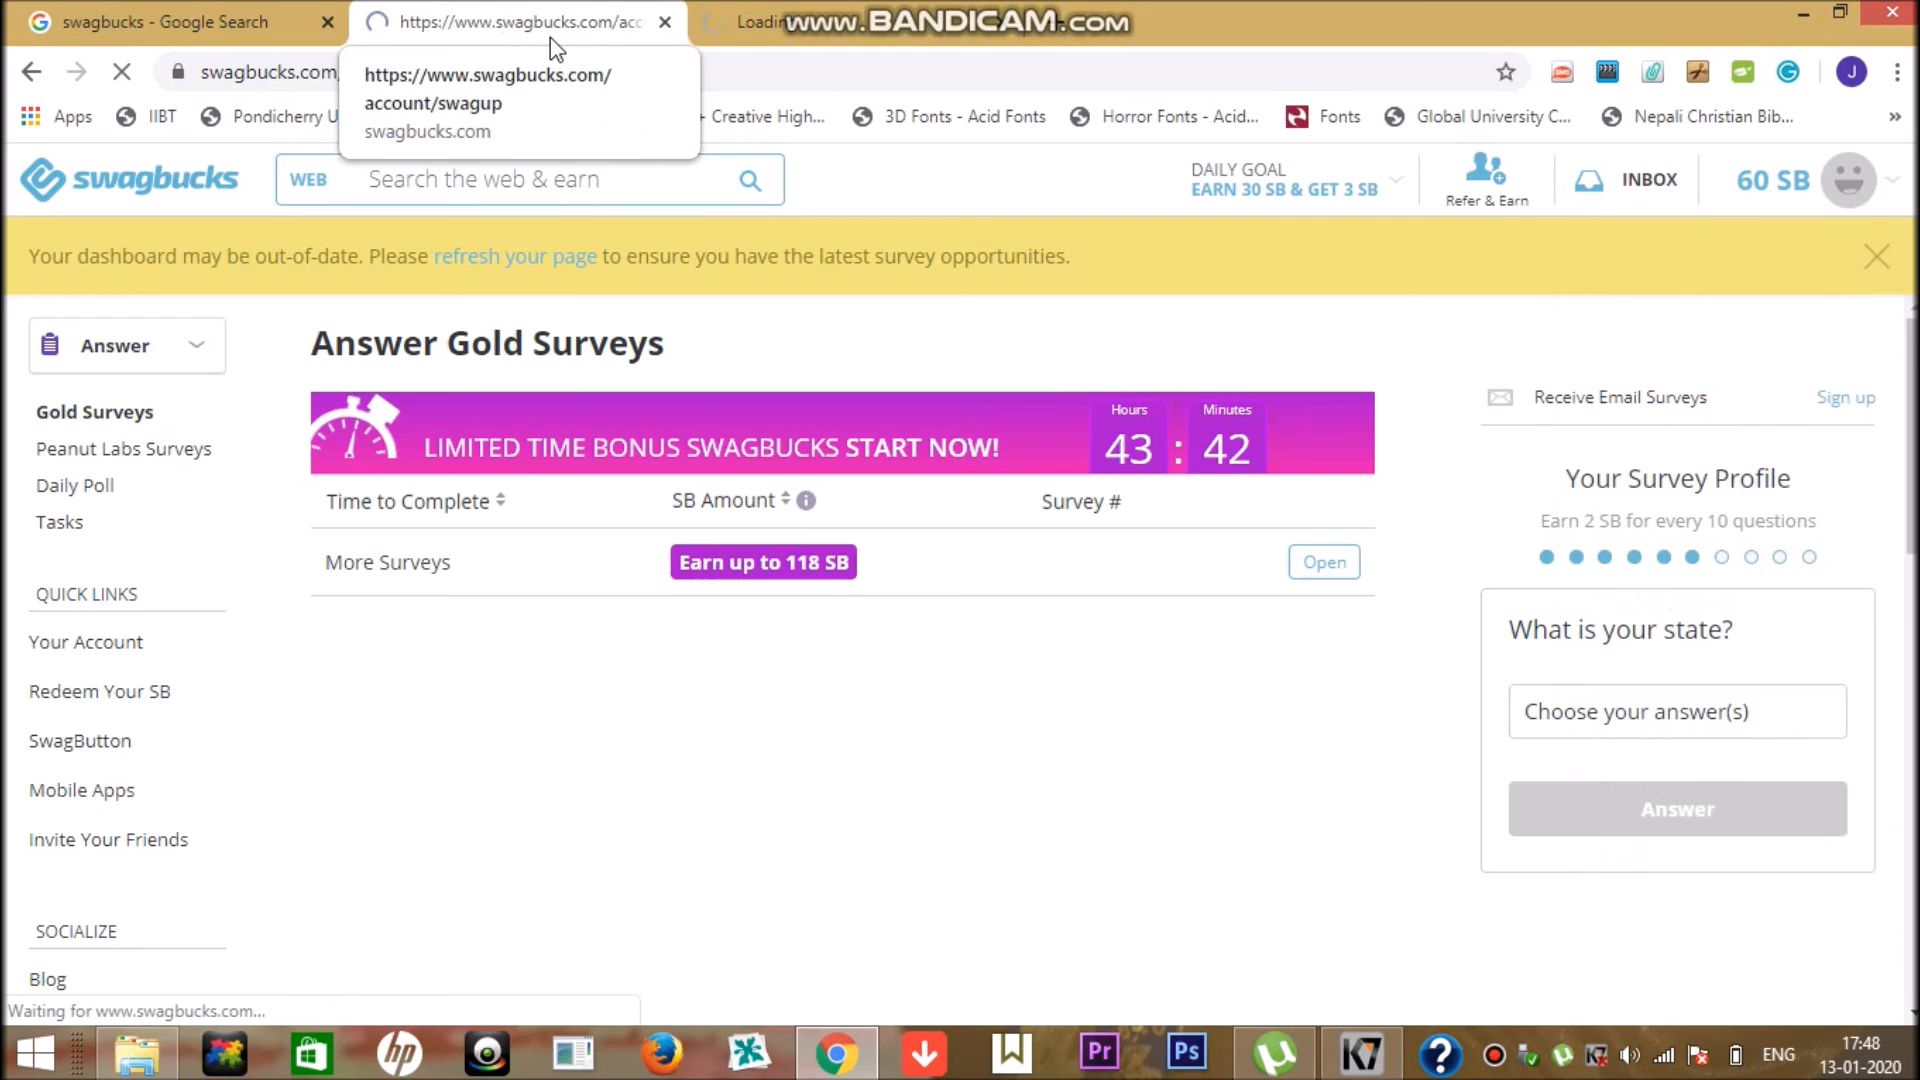 swagbucks - Google Search
https://www.swagbucks.com/acc
Loadin
www.BANDICAM.com
swagbucks.com
https://www.swagbucks.com/
account/swagup
swagbucks.com
J
Apps
IIBT
Pondicherry U
+ Creative High...
3D Fonts - Acid Fonts
Horror Fonts - Acid...
Fonts
Global University C...
Nepali Christian Bib...
»
swagbucks
WEB
Search the web & earn
DAILY GOAL
EARN 30 SB & GET 3 SB
Refer & Earn
INBOX
60 SB
Your dashboard may be out-of-date. Please refresh your page to ensure you have the latest survey opportunities.
Answer
Gold Surveys
Peanut Labs Surveys
Daily Poll
Tasks
QUICK LINKS
Your Account
Redeem Your SB
SwagButton
Mobile Apps
Invite Your Friends
SOCIALIZE
Blog
Answer Gold Surveys
LIMITED TIME BONUS SWAGBUCKS START NOW!
Hours Minutes
43 : 42
Time to Complete SB Amount Survey #
More Surveys Earn up to 118 SB Open
Receive Email Surveys Sign up
Your Survey Profile
Earn 2 SB for every 10 questions
What is your state?
Choose your answer(s)
Answer
Waiting for www.swagbucks.com...
hp
Pr
Ps
K7
?
ENG
17:48
13-01-2020